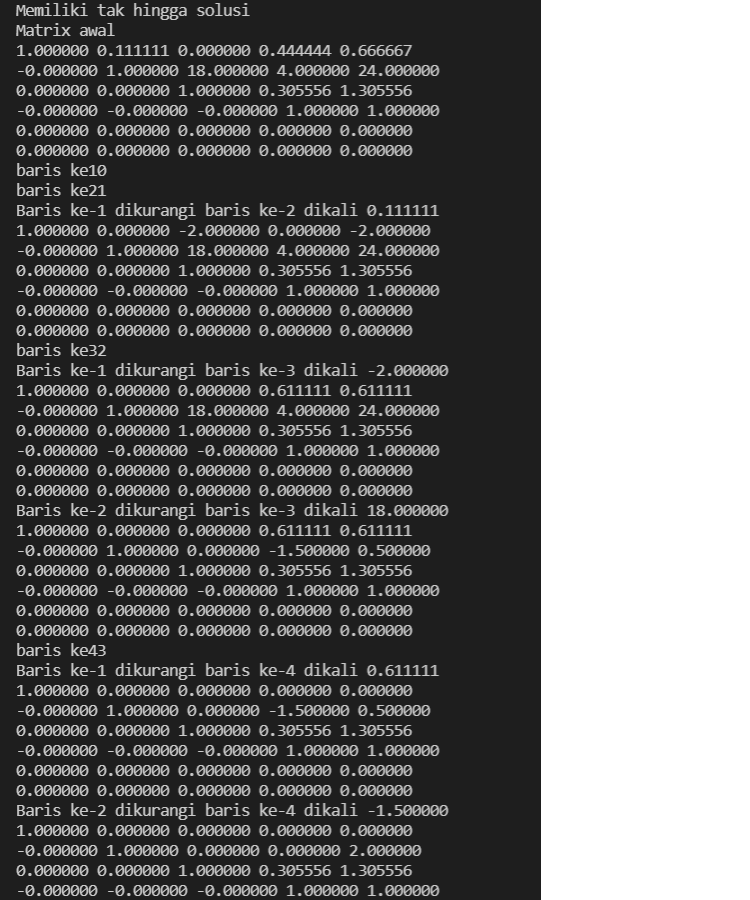 Memiliki tak hingga solusi
Matrix awal
1.000000 0.111111 0.000000 0.444444 0.666667
-0.000000 1.000000 18.000000 4.000000 24.000000
0.000000 0.000000 1.000000 0.305556 1.305556
-0.000000 -0.000000 -0.000000 1.000000 1.000000
0.000000 0.000000 0.000000 0.000000 0.000000
0.000000 0.000000 0.000000 0.000000 0.000000
baris ke10
baris ke21
Baris ke-1 dikurangi baris ke-2 dikali 0.111111
1.000000 0.000000 -2.000000 0.000000 -2.000000
-0.000000 1.000000 18.000000 4.000000 24.000000
0.000000 0.000000 1.000000 0.305556 1.305556
-0.000000 -0.000000 -0.000000 1.000000 1.000000
0.000000 0.000000 0.000000 0.000000 0.000000
0.000000 0.000000 0.000000 0.000000 0.000000
baris ke32
Baris ke-1 dikurangi baris ke-3 dikali -2.000000
1.000000 0.000000 0.000000 0.611111 0.611111
-0.000000 1.000000 18.000000 4.000000 24.000000
0.000000 0.000000 1.000000 0.305556 1.305556
-0.000000 -0.000000 -0.000000 1.000000 1.000000
0.000000 0.000000 0.000000 0.000000 0.000000
0.000000 0.000000 0.000000 0.000000 0.000000
Baris ke-2 dikurangi baris ke-3 dikali 18.000000
1.000000 0.000000 0.000000 0.611111 0.611111
-0.000000 1.000000 0.000000 -1.500000 0.500000
0.000000 0.000000 1.000000 0.305556 1.305556
-0.000000 -0.000000 -0.000000 1.000000 1.000000
0.000000 0.000000 0.000000 0.000000 0.000000
0.000000 0.000000 0.000000 0.000000 0.000000
baris ke43
Baris ke-1 dikurangi baris ke-4 dikali 0.611111
1.000000 0.000000 0.000000 0.000000 0.000000
-0.000000 1.000000 0.000000 -1.500000 0.500000
0.000000 0.000000 1.000000 0.305556 1.305556
-0.000000 -0.000000 -0.000000 1.000000 1.000000
0.000000 0.000000 0.000000 0.000000 0.000000
0.000000 0.000000 0.000000 0.000000 0.000000
Baris ke-2 dikurangi baris ke-4 dikali -1.500000
1.000000 0.000000 0.000000 0.000000 0.000000
-0.000000 1.000000 0.000000 0.000000 2.000000
0.000000 0.000000 1.000000 0.305556 1.305556
-0.000000 -0.000000 -0.000000 1.000000 1.000000